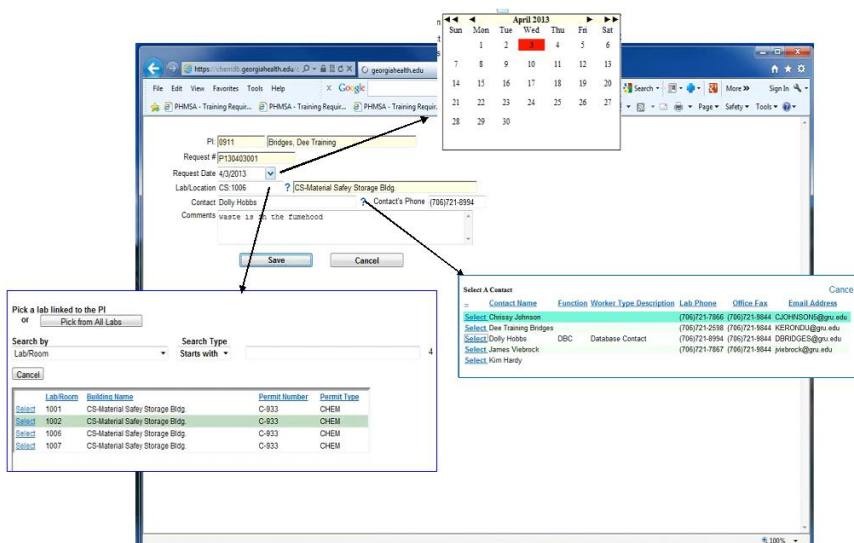 April 2013
Sun Mon Tue Wed Thu Fri Sat
1 2 3 4 5 6
7 8 9 10 11 12 13
14 15 16 17 18 19 20
21 22 23 24 25 26 27
28 29 30
georgiahealth.edu
File Edit View Favorites Tools Help
x Google
Search
More »
Sign In
PHMSA - Training Requir...
PHMSA - Training Requir...
PHMSA - Training Requir...
Page Safety Tools
PI: 0911 Bridges, Dee Training
Request # P130403001
Request Date 4/3/2013
Lab/Location CS:1006 ? CS-Material Safey Storage Bldg.
Contact Dolly Hobbs ? Contact's Phone (706)721-8994
Comments waste is in the fumehood
Save Cancel
Pick a lab linked to the PI
or Pick from All Labs
Search by Search Type
Lab/Room Starts with 4
Cancel
Lab/Room Building Name Permit Number Permit Type
Select 1001 CS-Material Safey Storage Bldg. C-933 CHEM
Select 1002 CS-Material Safey Storage Bldg. C-933 CHEM
Select 1006 CS-Material Safey Storage Bldg. C-933 CHEM
Select 1007 CS-Material Safey Storage Bldg. C-933 CHEM
Select A Contact Cance
Contact Name Function Worker Type Description Lab Phone Office Fax Email Address
Select Chrissy Johnson (706)721-7866 (706)721-9844 CJOHNSON5@gru.edu
Select Dee Training Bridges (706)721-2598 (706)721-9844 KERONDU@gru.edu
Select Dolly Hobbs DBC Database Contact (706)721-8994 (706)721-9844 DBRIDGES@gru.edu
Select James Viebrock (706)721-7867 (706)721-9844 jviebrock@gru.edu
Select Kim Hardy
100%